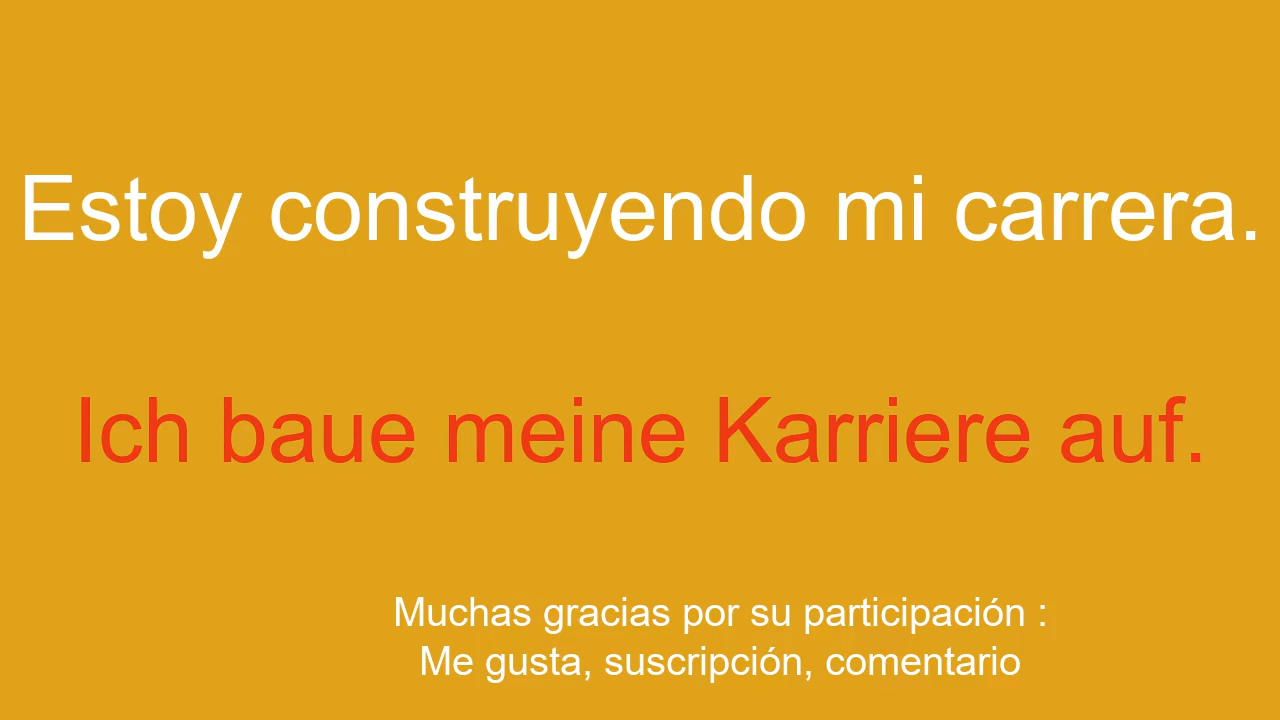 Estoy construyendo mi carrera.
Ich baue meine Karriere auf.
Muchas gracias por su participación :
Me gusta, suscripción, comentario